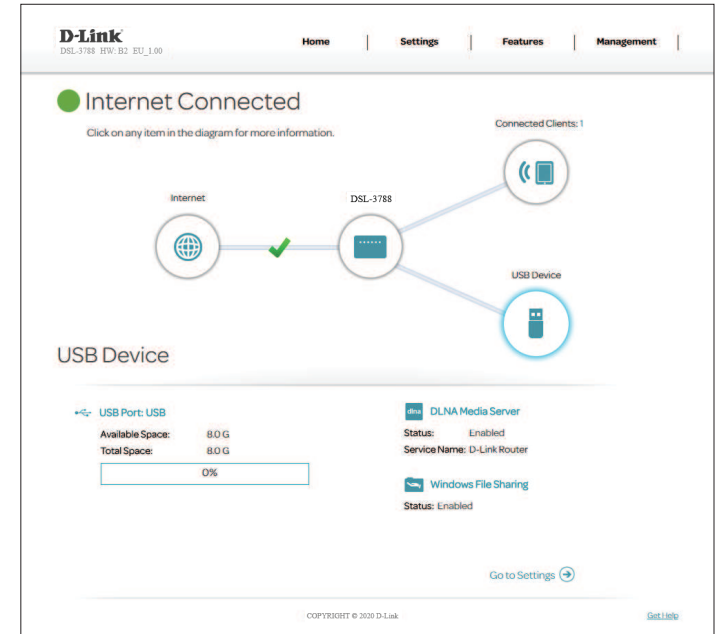 D-Link
DSL-3788 HW: B2 EU_1.00
Home | Settings | Features | Management |
Internet Connected
Click on any item in the diagram for more information.
Connected Clients: 1
Internet
DSL-3788
USB Device
USB Device
USB Port: USB
Available Space: 8.0 G
Total Space: 8.0 G
0%
dlna DLNA Media Server
Status: Enabled
Service Name: D-Link Router
Windows File Sharing
Status: Enabled
Go to Settings
COPYRIGHT © 2020 D-Link
Get Help